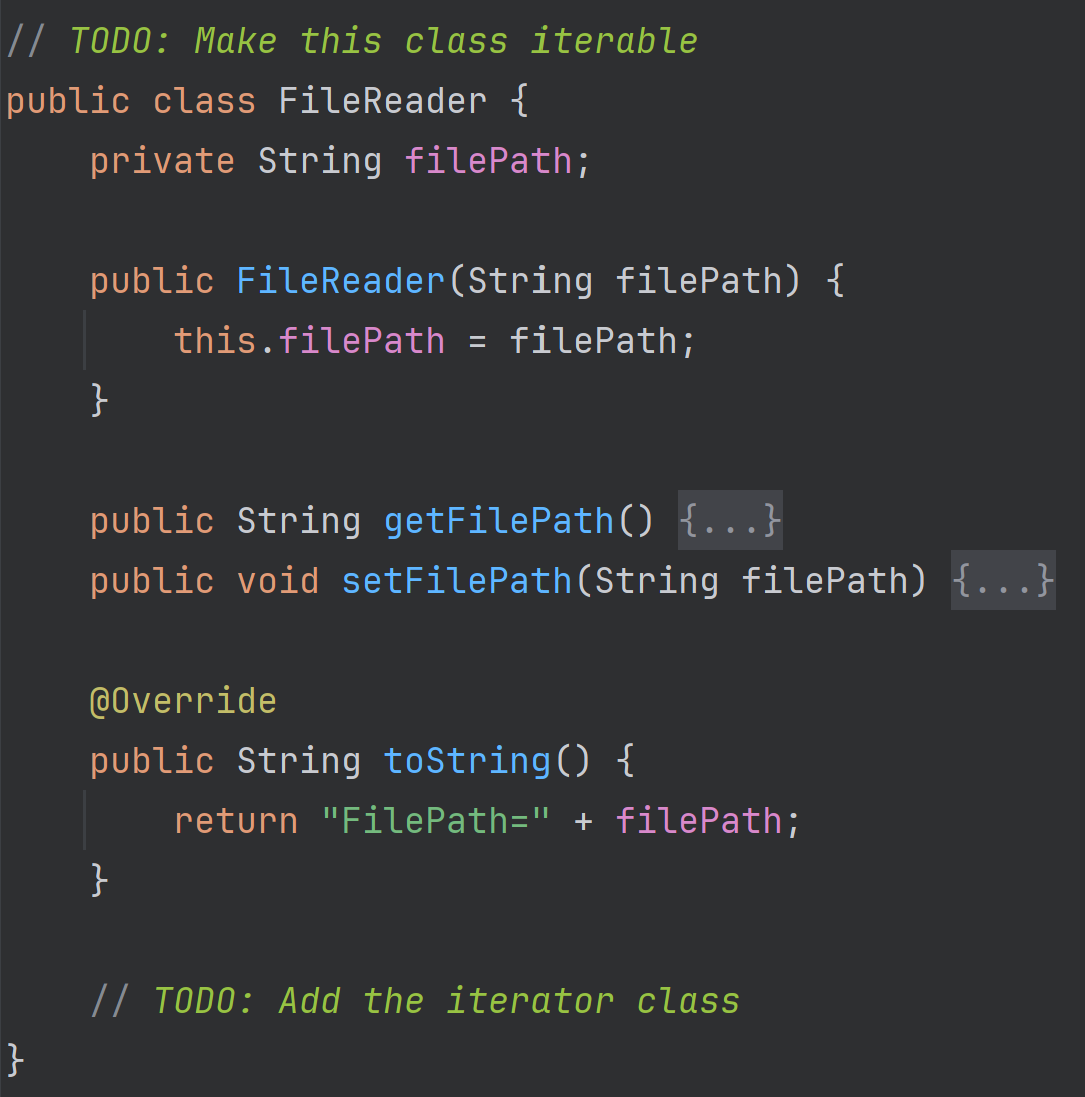 // TODO: Make this class iterable
public class FileReader {
    private String filePath;

    public FileReader(String filePath) {
        this.filePath = filePath;
    }

    public String getFilePath() {...}
    public void setFilePath(String filePath) {...}

    @Override
    public String toString() {
        return "FilePath=" + filePath;
    }

    // TODO: Add the iterator class
}